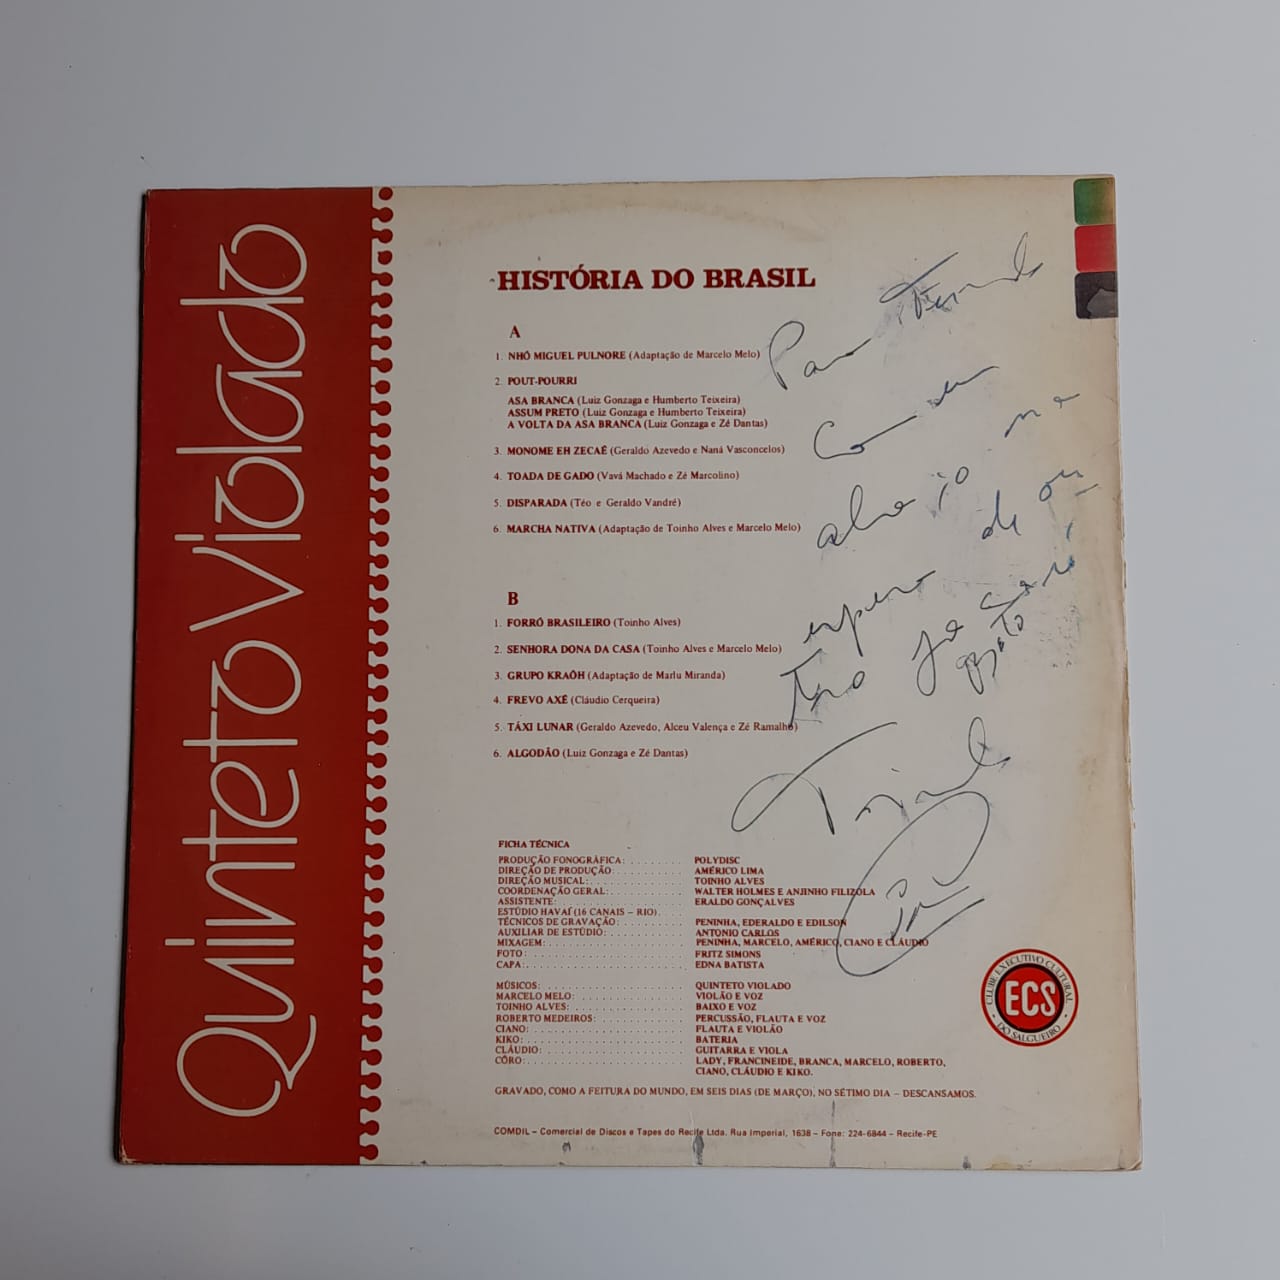 Quinteto Violado
HISTÓRIA DO BRASIL
A
1. NHÔ MIGUEL PULNORE (Adaptação de Marcelo Melo)
2. POUT-POURRI
ASA BRANCA (Luiz Gonzaga e Humberto Teixeira)
ASSUM PRETO (Luiz Gonzaga e Humberto Teixeira)
A VOLTA DA ASA BRANCA (Luiz Gonzaga e Zé Dantas)
3. MONOME EH ZECAÊ (Geraldo Azevedo e Naná Vasconcelos)
4. TOADA DE GADO (Vavá Machado e Zé Marcolino)
5. DISPARADA (Téo e Geraldo Vandré)
6. MARCHA NATIVA (Adaptação de Toinho Alves e Marcelo Melo)
B
1. FORRÓ BRASILEIRO (Toinho Alves)
2. SENHORA DONA DA CASA (Toinho Alves e Marcelo Melo)
3. GRUPO KRAÔH (Adaptação de Marlu Miranda)
4. FREVO AXÊ (Cláudio Cerqueira)
5. TÁXI LUNAR (Geraldo Azevedo, Alceu Valença e Zé Ramalho)
6. ALGODÃO (Luiz Gonzaga e Zé Dantas)
Para
Com um
abraço
espero
FICHA TÉCNICA
PRODUÇÃO FONOGRÁFICA: . . . . . . . . POLYDISC
DIREÇÃO DE PRODUÇÃO: . . . . . . . . . AMÉRICO LIMA
DIREÇÃO MUSICAL: . . . . . . . . . . . . TOINHO ALVES
COORDENAÇÃO GERAL: . . . . . . . . . . WALTER HOLMES E ANJINHO FILIZOLA
ASSISTENTE: . . . . . . . . . . . . . . . ERALDO GONÇALVES
ESTÚDIO HAVAÍ (16 CANAIS – RIO). . . .
TÉCNICOS DE GRAVAÇÃO: . . . . . . . . . PENINHA, EDERALDO E EDILSON
AUXILIAR DE ESTÚDIO: . . . . . . . . . . ANTONIO CARLOS
MIXAGEM: . . . . . . . . . . . . . . . . PENINHA, MARCELO, AMÉRICO, CIANO E CLÁUDIO
FOTO: . . . . . . . . . . . . . . . . . . FRITZ SIMONS
CAPA: . . . . . . . . . . . . . . . . . . EDNA BATISTA
MÚSICOS: . . . . . . . . . . . . . . . . QUINTETO VIOLADO
MARCELO MELO: . . . . . . . . . . . . . VIOLÃO E VOZ
TOINHO ALVES: . . . . . . . . . . . . . BAIXO E VOZ
ROBERTO MEDEIROS: . . . . . . . . . . . PERCUSSÃO, FLAUTA E VOZ
CIANO: . . . . . . . . . . . . . . . . . FLAUTA E VIOLÃO
KIKO: . . . . . . . . . . . . . . . . . . BATERIA
CLÁUDIO: . . . . . . . . . . . . . . . . GUITARRA E VIOLA
CÔRO: . . . . . . . . . . . . . . . . . . LADY, FRANCINEIDE, BRANCA, MARCELO, ROBERTO,
CIANO, CLÁUDIO E KIKO.
GRAVADO, COMO A FEITURA DO MUNDO, EM SEIS DIAS (DE MARÇO), NO SÉTIMO DIA – DESCANSAMOS.
COMDIL – Comercial de Discos e Tapes do Recife Ltda. Rua Imperial, 1638 – Fone: 224-6844 – Recife-PE
CLUBE EXECUTIVO CULTURAL
ECS
DO SALGUEIRO